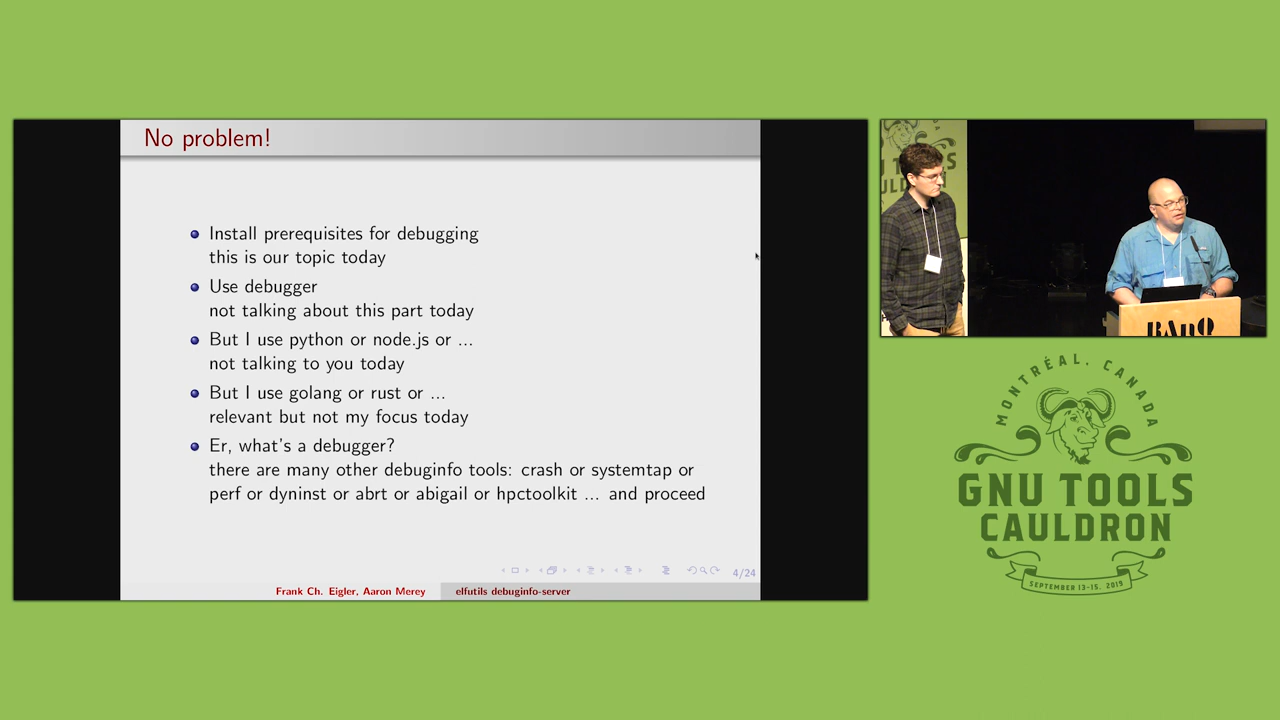 No problem!
Install prerequisites for debugging
this is our topic today
Use debugger
not talking about this part today
But I use python or node.js or ...
not talking to you today
But I use golang or rust or ...
relevant but not my focus today
Er, what's a debugger?
there are many other debuginfo tools: crash or systemtap or
perf or dyninst or abrt or abigail or hpctoolkit ... and proceed
4/24
Frank Ch. Eigler, Aaron Merey
elfutils debuginfo-server
BAnQ
MONTRÉAL, CANADA
GNU TOOLS
CAULDRON
SEPTEMBER 13-15, 2019